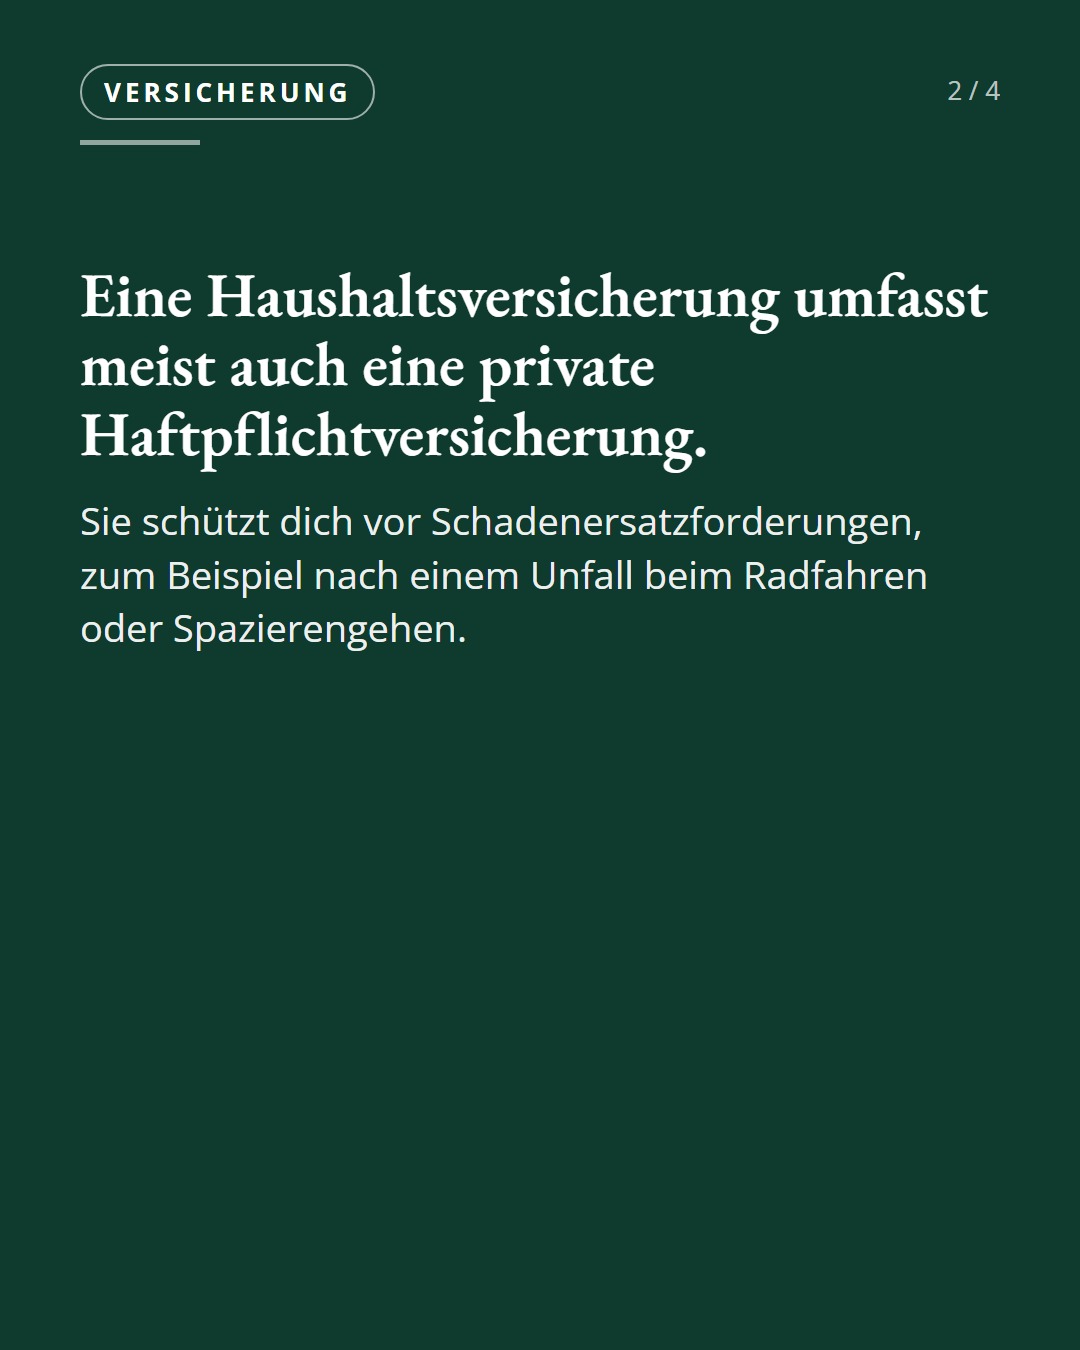 VERSICHERUNG
2 / 4
Eine Haushaltsversicherung umfasst
meist auch eine private
Haftpflichtversicherung.
Sie schützt dich vor Schadenersatzforderungen,
zum Beispiel nach einem Unfall beim Radfahren
oder Spazierengehen.